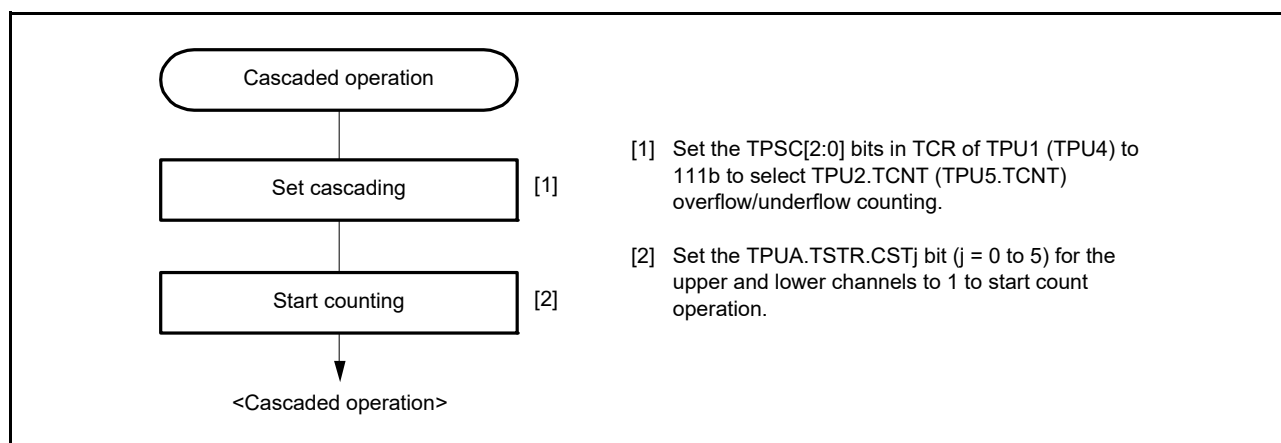 Cascaded operation
Set cascading
[1]
Start counting
[2]
<Cascaded operation>
[1] Set the TPSC[2:0] bits in TCR of TPU1 (TPU4) to
111b to select TPU2.TCNT (TPU5.TCNT)
overflow/underflow counting.
[2] Set the TPUA.TSTR.CSTj bit (j = 0 to 5) for the
upper and lower channels to 1 to start count
operation.